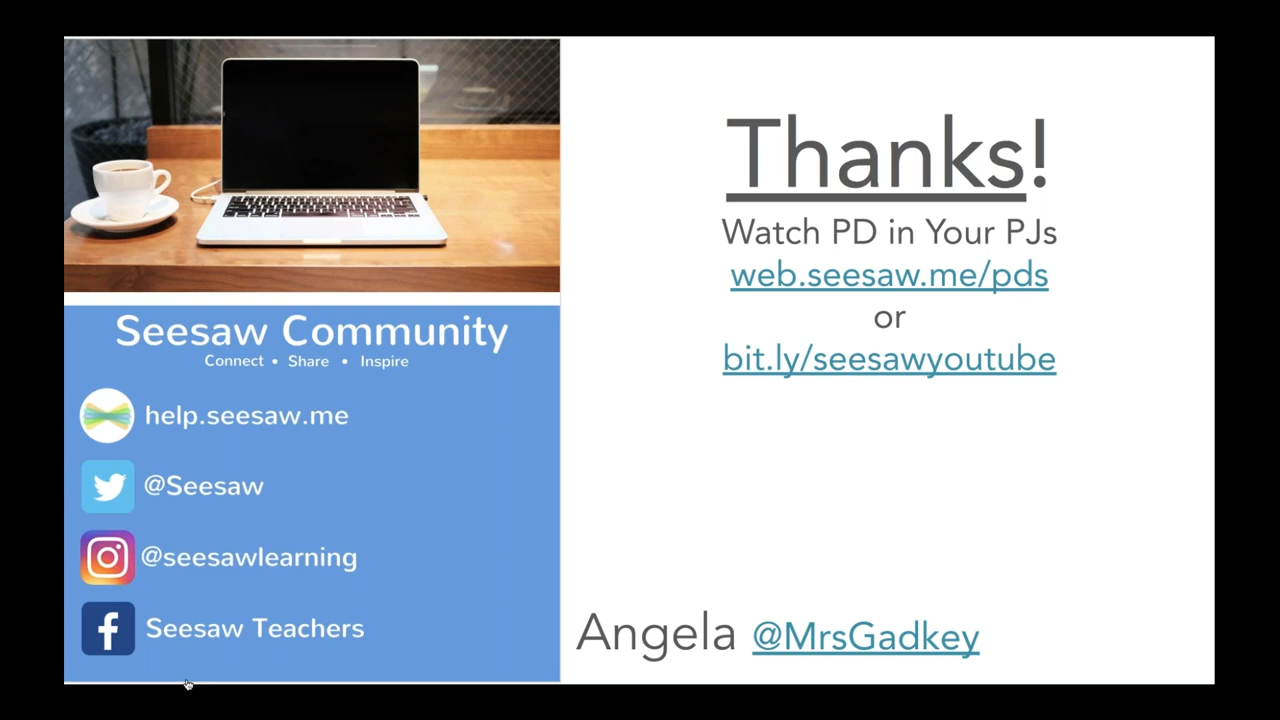 Seesaw Community
Connect • Share • Inspire
help.seesaw.me
@Seesaw
@seesawlearning
Seesaw Teachers
Thanks!
Watch PD in Your PJs
web.seesaw.me/pds
or
bit.ly/seesawyoutube
Angela @MrsGadkey